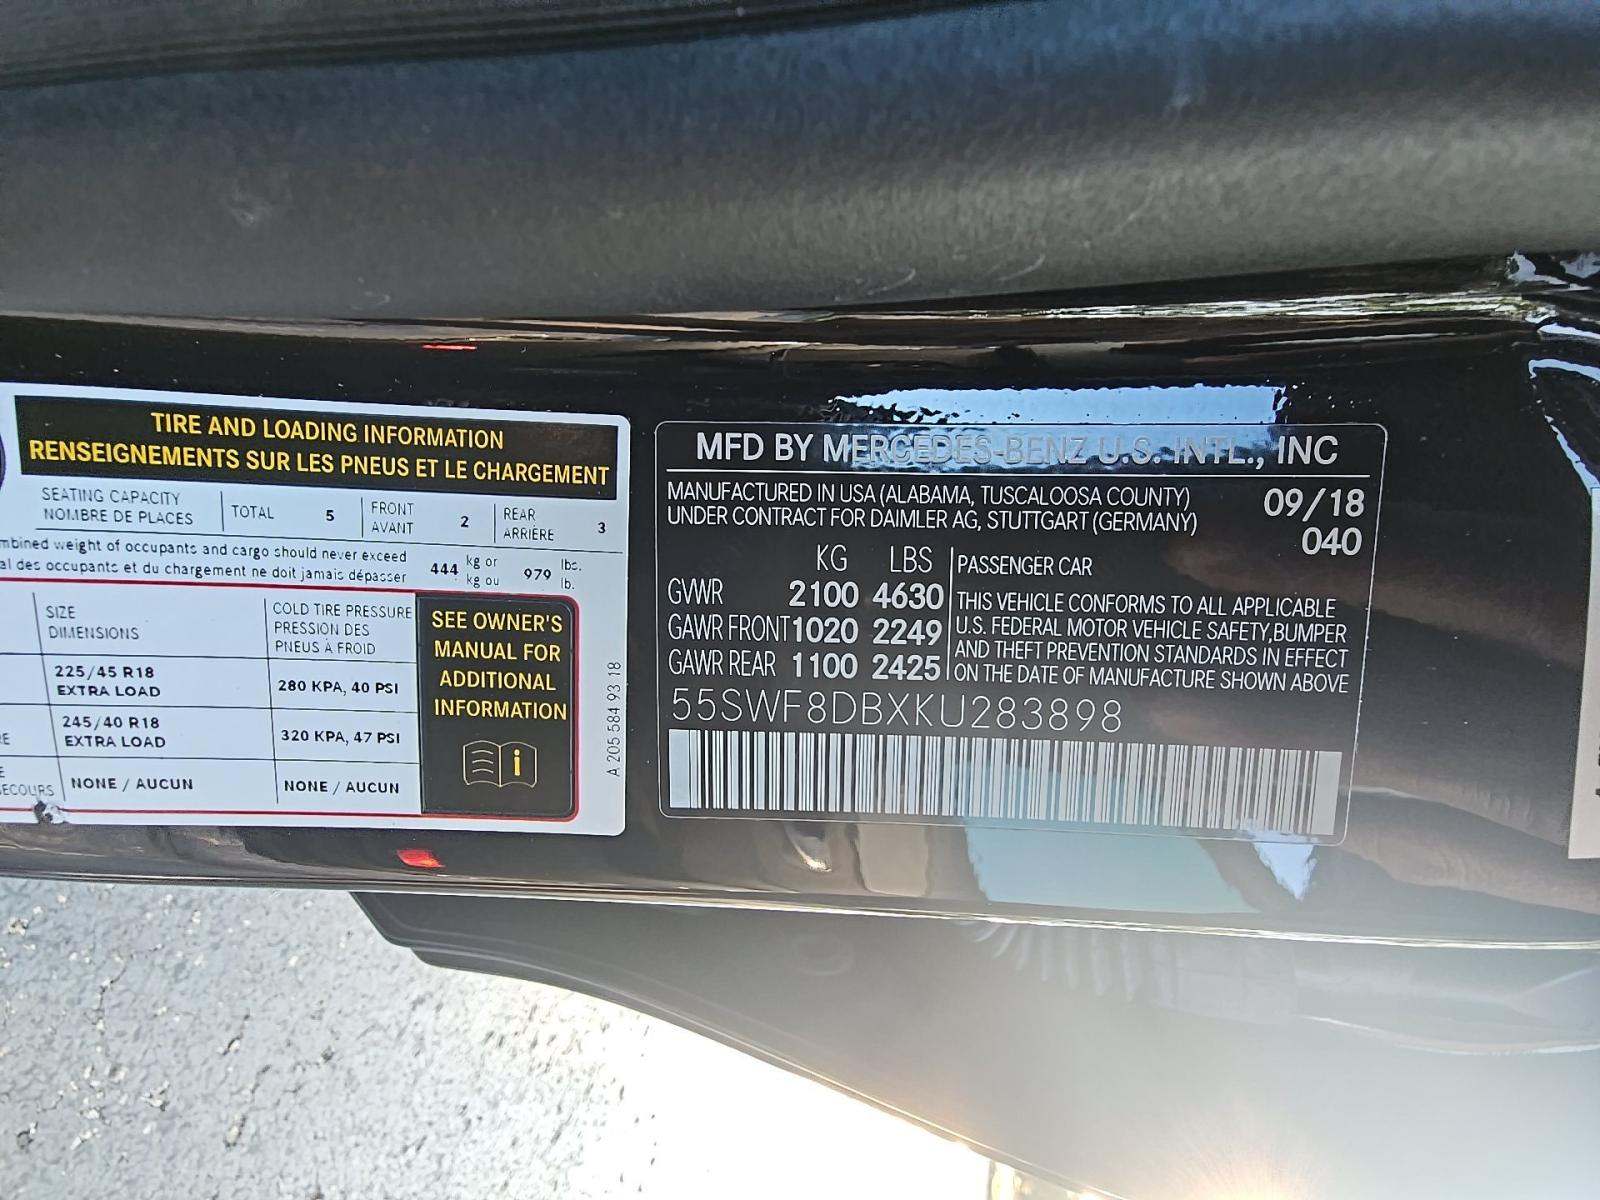 TIRE AND LOADING INFORMATION
RENSEIGNEMENTS SUR LES PNEUS ET LE CHARGEMENT
SEATING CAPACITY
NOMBRE DE PLACES
TOTAL 5
FRONT
AVANT 2
REAR
ARRIÈRE 3
mbined weight of occupants and cargo should never exceed
al des occupants et du chargement ne doit jamais dépasser
444 kg or
kg ou
979 lbs.
lb.
SIZE
DIMENSIONS
COLD TIRE PRESSURE
PRESSION DES
PNEUS À FROID
225/45 R18
EXTRA LOAD
280 KPA, 40 PSI
E
245/40 R18
EXTRA LOAD
320 KPA, 47 PSI
E
ECOURS
NONE / AUCUN
NONE / AUCUN
SEE OWNER'S
MANUAL FOR
ADDITIONAL
INFORMATION
i
A 205 584 93 18
MFD BY MERCEDES-BENZ U.S. INTL., INC
MANUFACTURED IN USA (ALABAMA, TUSCALOOSA COUNTY)
UNDER CONTRACT FOR DAIMLER AG, STUTTGART (GERMANY)
09/18
040
KG LBS
GVWR 2100 4630
GAWR FRONT 1020 2249
GAWR REAR 1100 2425
PASSENGER CAR
THIS VEHICLE CONFORMS TO ALL APPLICABLE
U.S. FEDERAL MOTOR VEHICLE SAFETY,BUMPER
AND THEFT PREVENTION STANDARDS IN EFFECT
ON THE DATE OF MANUFACTURE SHOWN ABOVE
55SWF8DBXKU283898